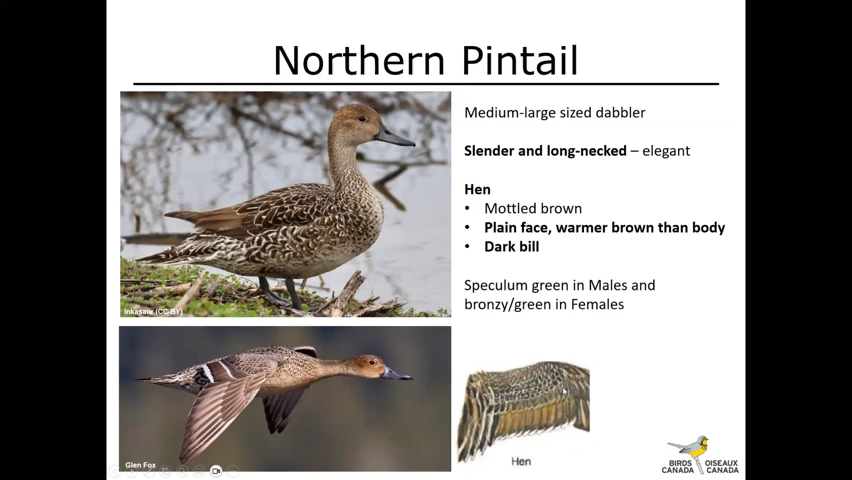 Northern Pintail
Medium-large sized dabbler
Slender and long-necked – elegant
Hen
• Mottled brown
• Plain face, warmer brown than body
• Dark bill
Speculum green in Males and
bronzy/green in Females
Inkasaur (CC-BY)
Glen Fox
Hen
BIRDS CANADA
OISEAUX CANADA